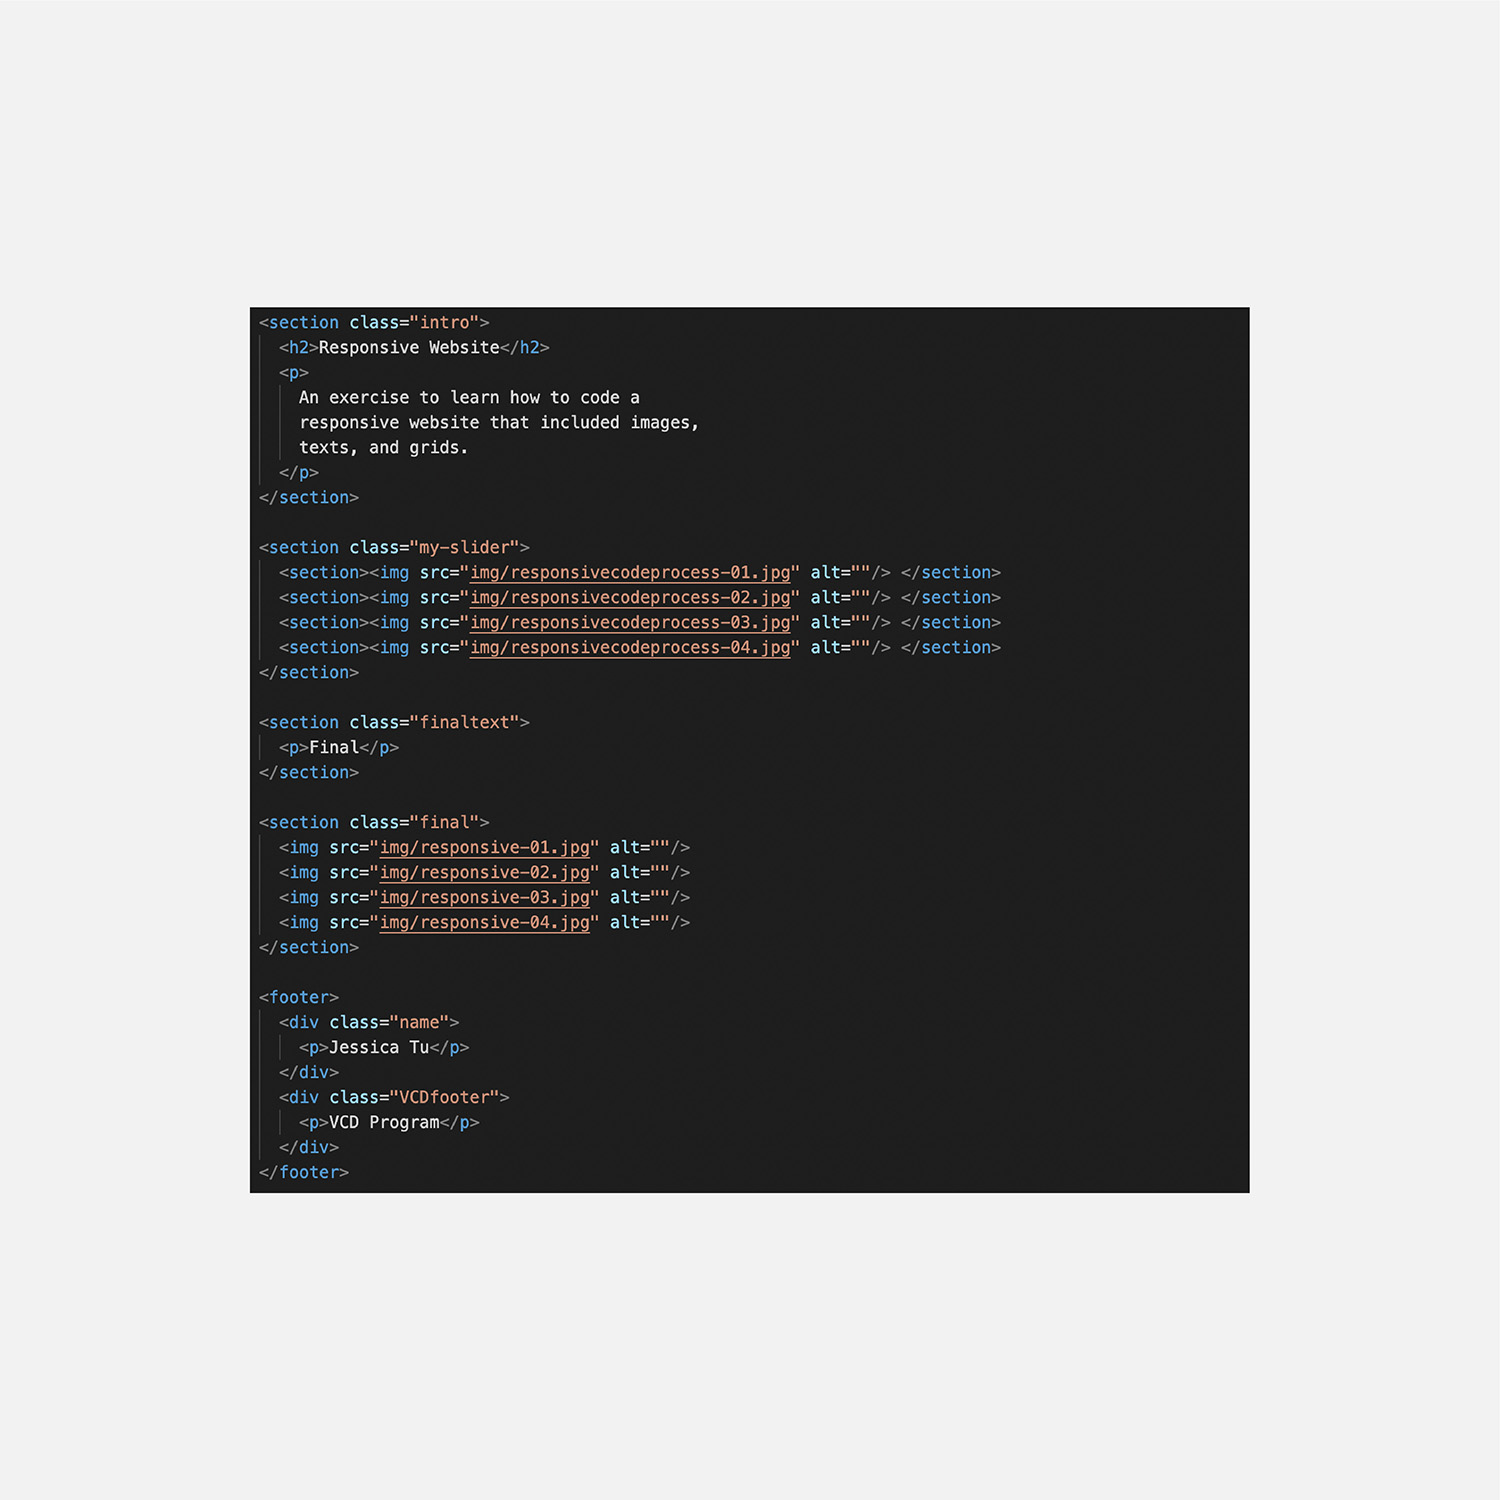 <section class="intro">
<h2>Responsive Website</h2>
<p>
An exercise to learn how to code a
responsive website that included images,
texts, and grids.
</p>
</section>
<section class="my-slider">
<section><img src="img/responsivecodeprocess-01.jpg" alt=""/> </section>
<section><img src="img/responsivecodeprocess-02.jpg" alt=""/> </section>
<section><img src="img/responsivecodeprocess-03.jpg" alt=""/> </section>
<section><img src="img/responsivecodeprocess-04.jpg" alt=""/> </section>
</section>
<section class="finaltext">
<p>Final</p>
</section>
<section class="final">
<img src="img/responsive-01.jpg" alt=""/>
<img src="img/responsive-02.jpg" alt=""/>
<img src="img/responsive-03.jpg" alt=""/>
<img src="img/responsive-04.jpg" alt=""/>
</section>
<footer>
<div class="name">
<p>Jessica Tu</p>
</div>
<div class="VCDfooter">
<p>VCD Program</p>
</div>
</footer>